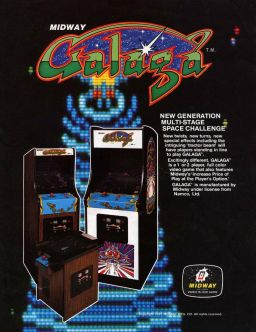 MIDWAY
Galaga
T.M.
NEW GENERATION
MULTI-STAGE
SPACE CHALLENGE
New twists, new turns, new
special effects including the
intriguing 'tractor beam' will
have players standing in line
to play GALAGA.
Excitingly different, GALAGA
is a 1 or 2 player, full color
video game that also features
Midway's 'Increase Price of
Play at the Player's Option.'
GALAGA is manufactured by
Midway under license from
Namco, Ltd.
MIDWAY
All rights reserved.